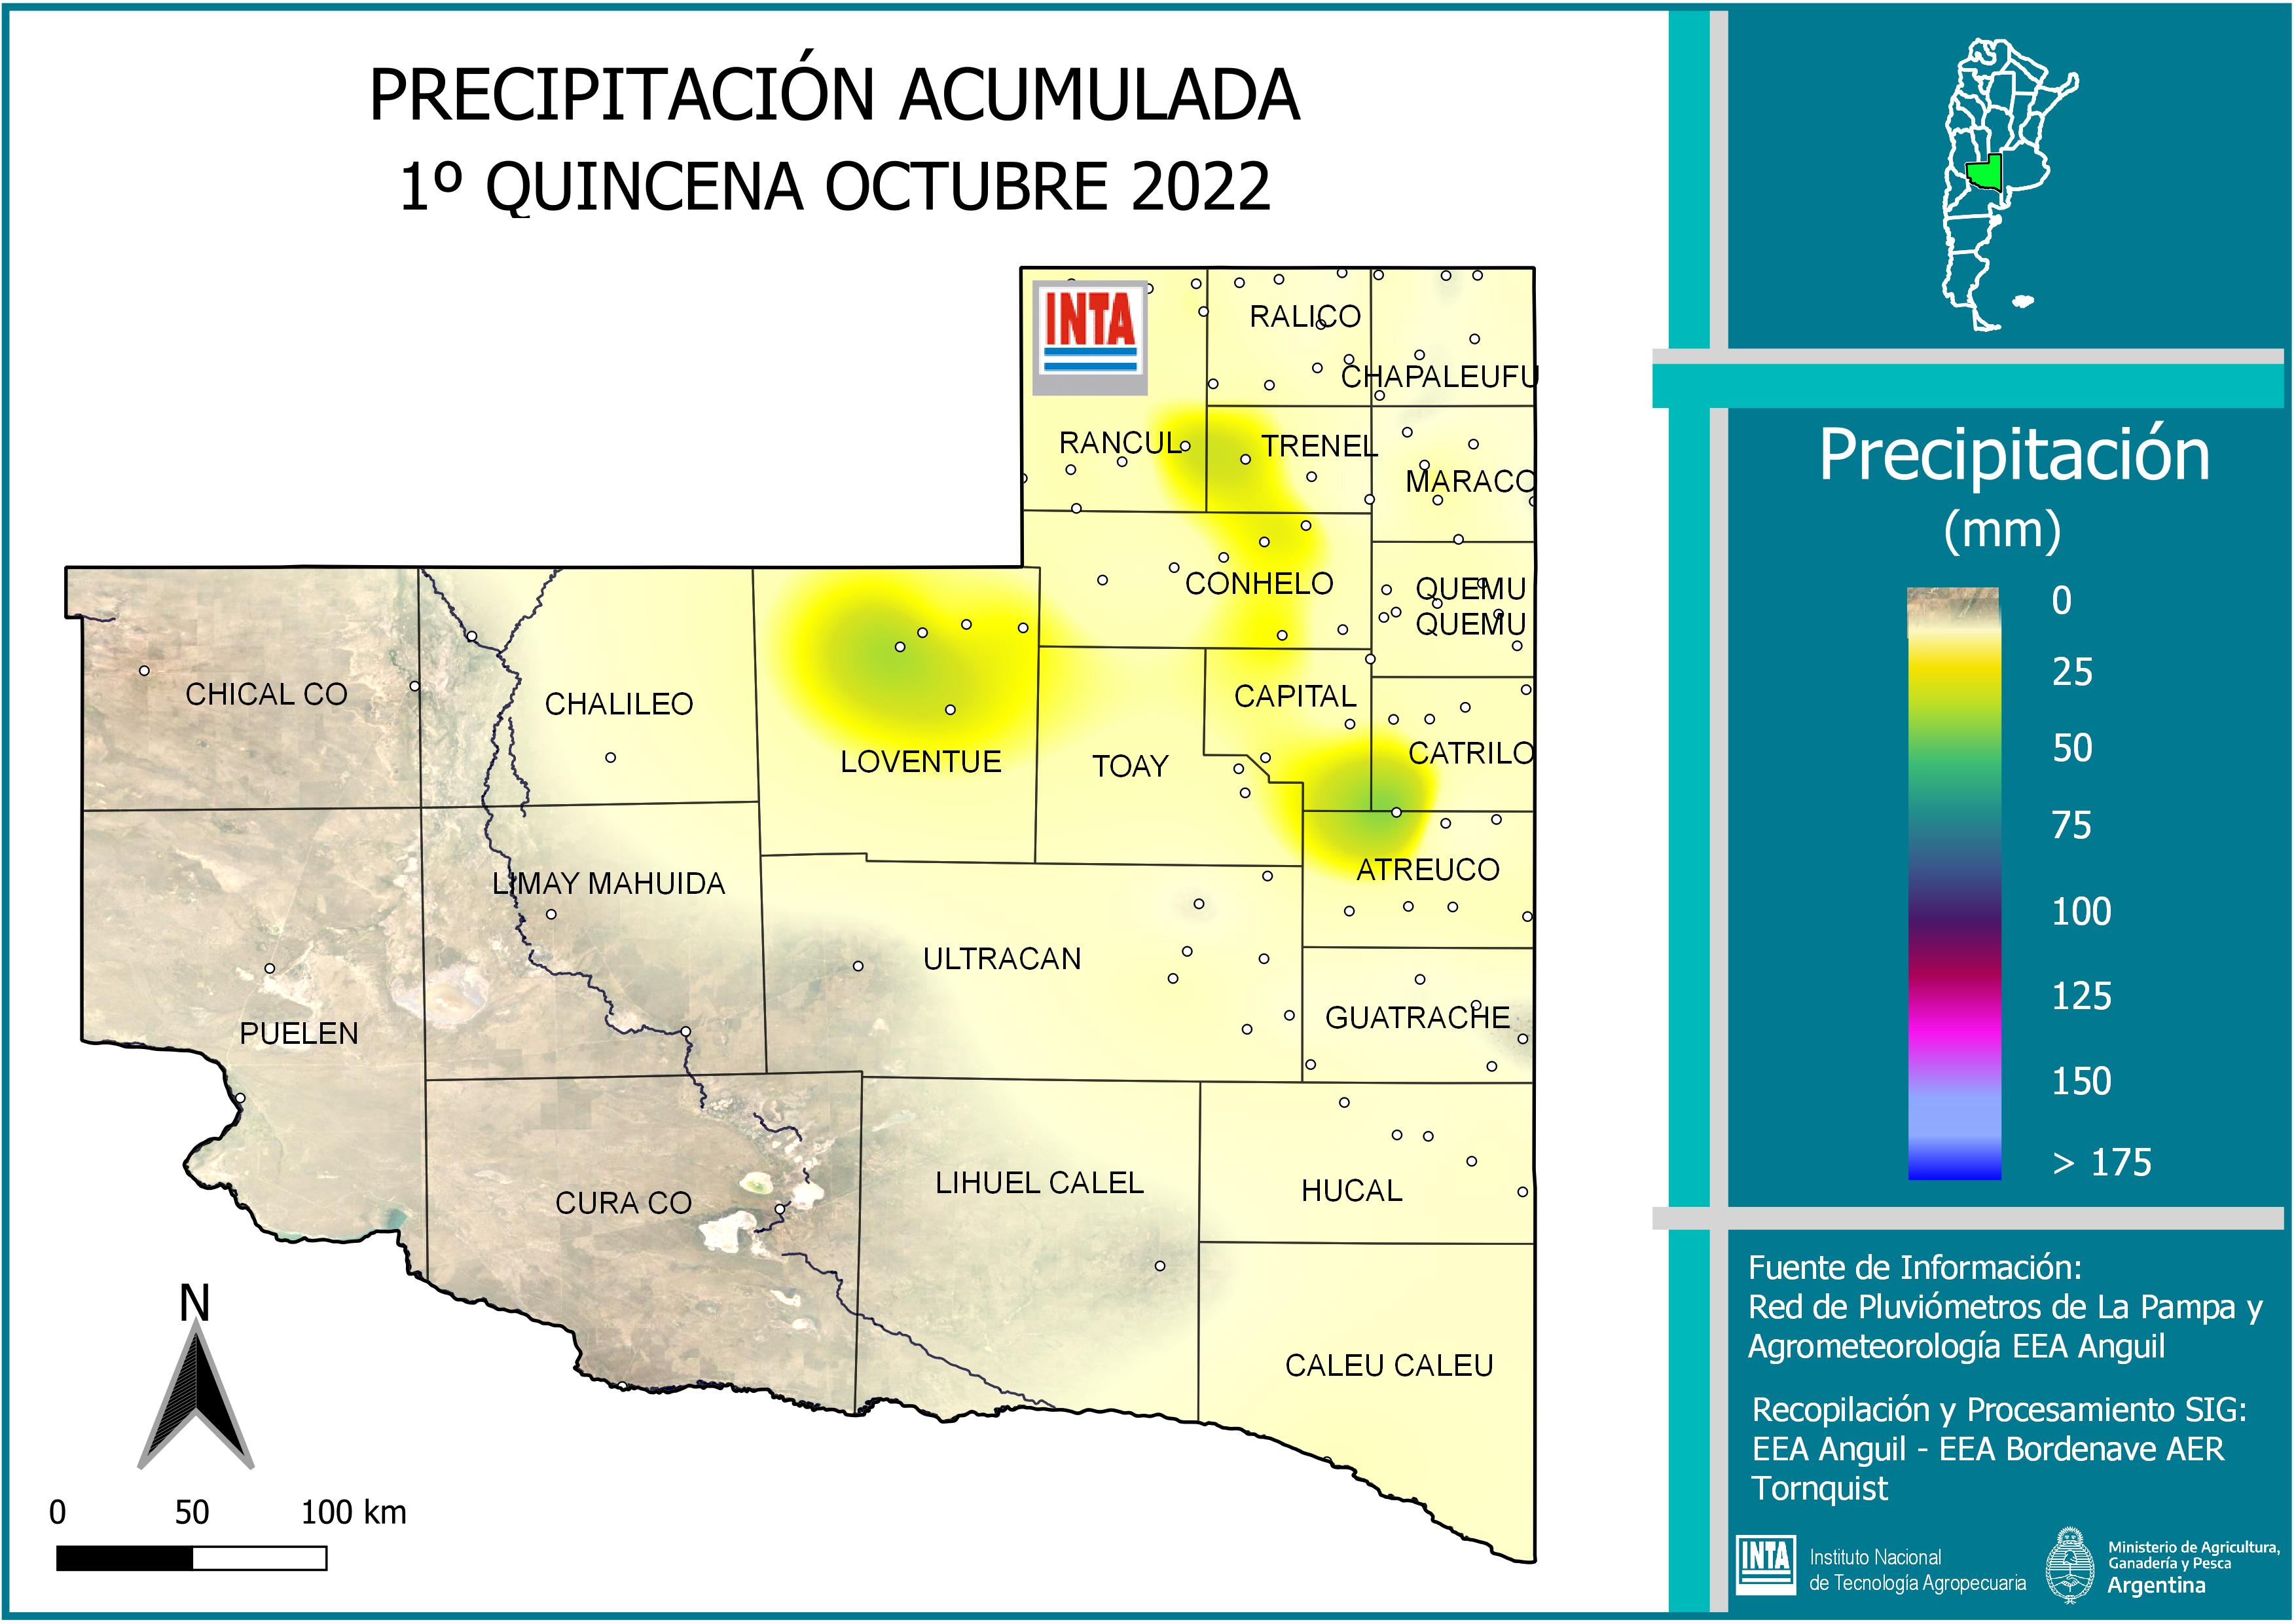 PRECIPITACIÓN ACUMULADA
1º QUINCENA OCTUBRE 2022
INTA
RALICO
CHAPALEUFU
RANCUL
TRENEL
MARACO
CONHELO
QUEMU
QUEMU
CHICAL CO
CHALILEO
CAPITAL
LOVENTUE
TOAY
CATRILO
ATREUCO
LIMAY MAHUIDA
ULTRACAN
GUATRACHE
PUELEN
CURA CO
LIHUEL CALEL
HUCAL
CALEU CALEU
N
0 50 100 km
Precipitación
(mm)
0
25
50
75
100
125
150
> 175
Fuente de Información:
Red de Pluviómetros de La Pampa y
Agrometeorología EEA Anguil
Recopilación y Procesamiento SIG:
EEA Anguil - EEA Bordenave AER
Tornquist
INTA
Instituto Nacional
de Tecnología Agropecuaria
Ministerio de Agricultura,
Ganadería y Pesca
Argentina